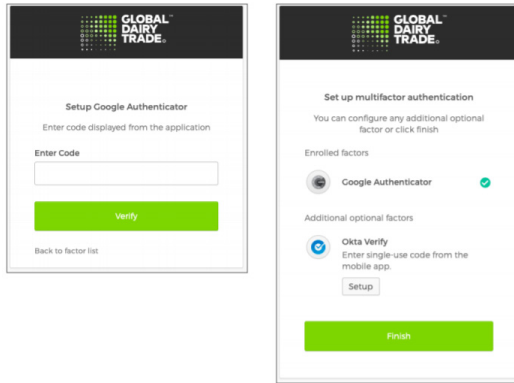 GLOBAL™
DAIRY
TRADE®
Setup Google Authenticator
Enter code displayed from the application
Enter Code
Verify
Back to factor list
GLOBAL™
DAIRY
TRADE®
Set up multifactor authentication
You can configure any additional optional
factor or click finish
Enrolled factors
Google Authenticator
Additional optional factors
Okta Verify
Enter single-use code from the
mobile app.
Setup
Finish